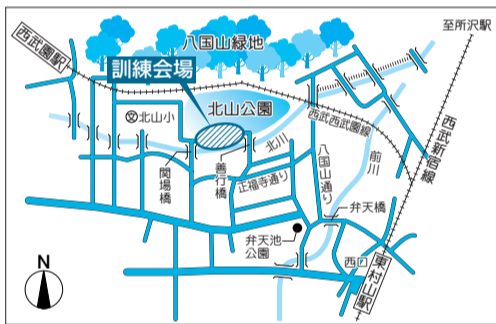 八国山緑地
至所沢駅
西武園駅
訓練会場
北山公園
文北山小
西武西武園線
西武新宿線
関場橋
善行橋
北川
正福寺通り
八国山通り
前川
弁天橋
弁天池
公園
西口
東村山駅
N